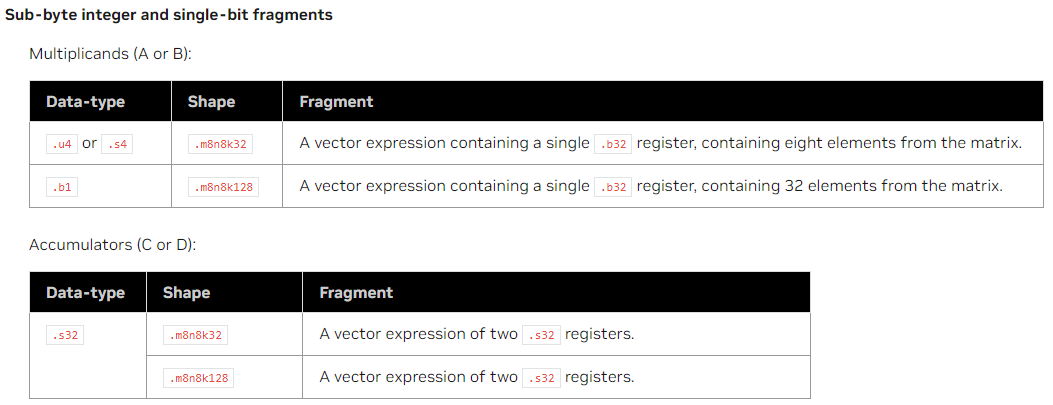 Sub-byte integer and single-bit fragments
Multiplicands (A or B):
Data-type Shape Fragment
.u4 or .s4 .m8n8k32 A vector expression containing a single .b32 register, containing eight elements from the matrix.
.b1 .m8n8k128 A vector expression containing a single .b32 register, containing 32 elements from the matrix.
Accumulators (C or D):
Data-type Shape Fragment
.s32 .m8n8k32 A vector expression of two .s32 registers.
.m8n8k128 A vector expression of two .s32 registers.